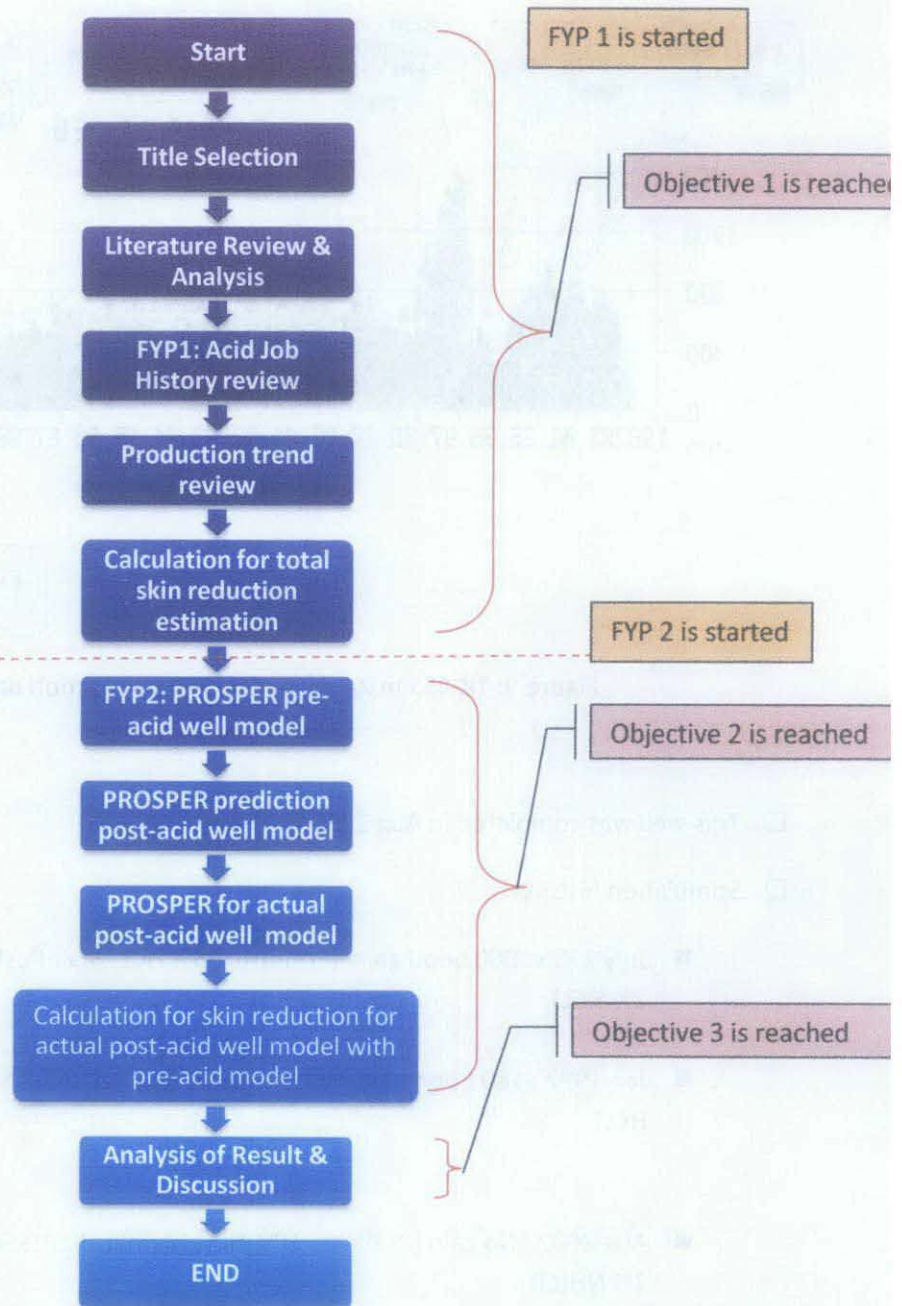 FYP 1 is started
Start
Title Selection
Objective 1 is reache
Literature Review &
Analysis
FYP1: Acid Job
History review
Production trend
review
Calculation for total
skin reduction
estimation
FYP 2 is started
FYP2: PROSPER pre-
acid well model
Objective 2 is reached
PROSPER prediction
post-acid well model
PROSPER for actual
post-acid well model
Calculation for skin reduction for
actual post-acid well model with
pre-acid model
Objective 3 is reached
Analysis of Result &
Discussion
END